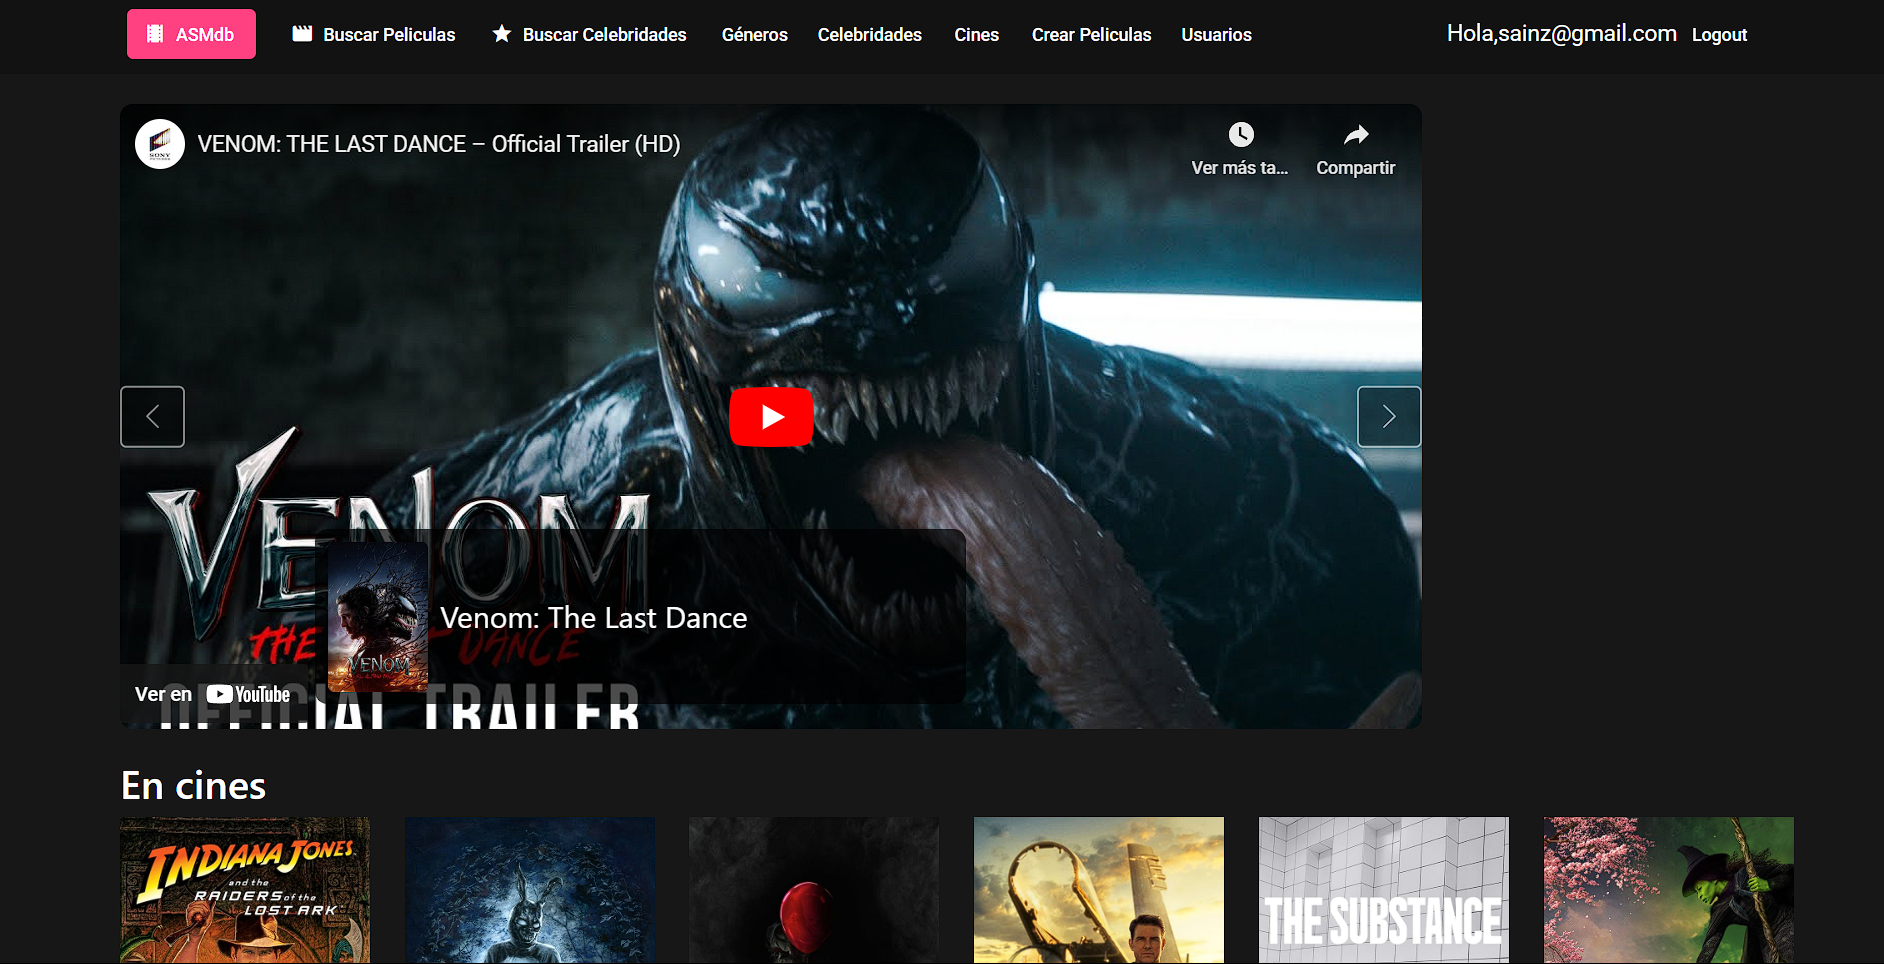 ASMdb Buscar Peliculas Buscar Celebridades Géneros Celebridades Cines Crear Peliculas Usuarios Hola,sainz@gmail.com Logout
SONY
VENOM: THE LAST DANCE – Official Trailer (HD)
Ver más ta...
Compartir
VENOM
THE DANCE
VENOM
Venom: The Last Dance
Ver en YouTube
OFFICIAL TRAILER
En cines
INDIANA JONES
and the
RAIDERS of the
LOST ARK
THE SUBSTANCE